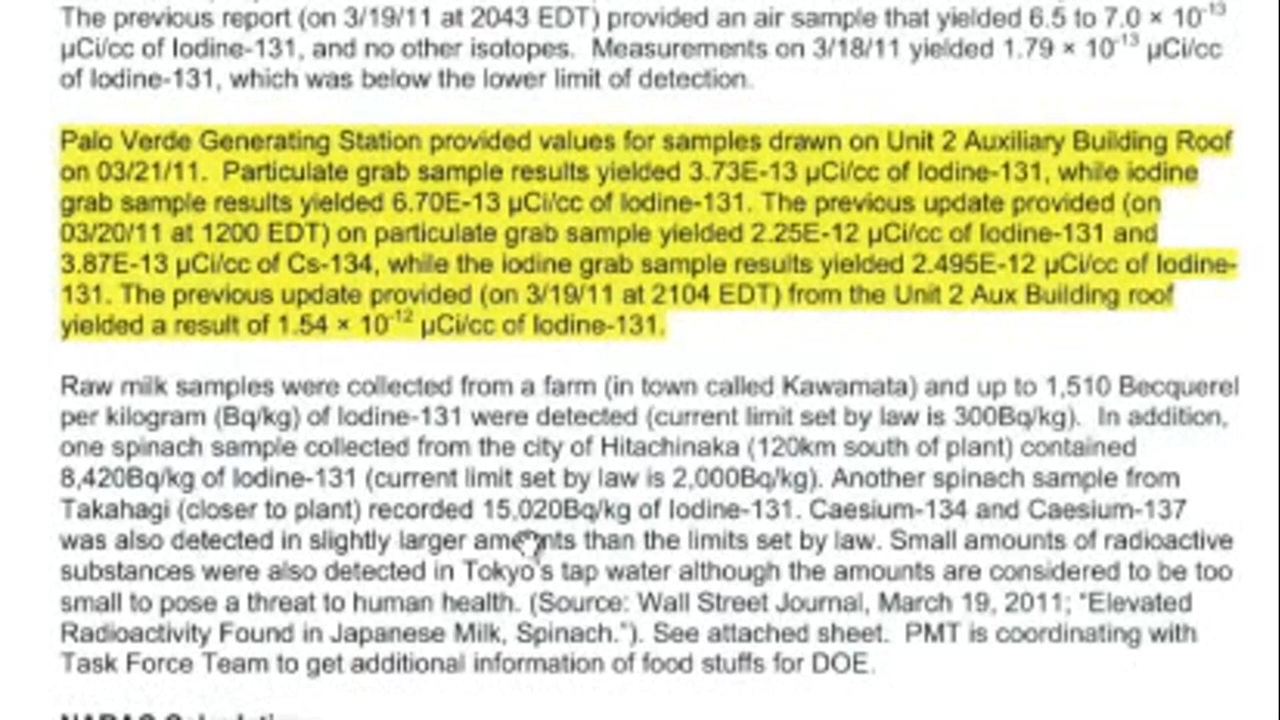 The previous report (on 3/19/11 at 2043 EDT) provided an air sample that yielded 6.5 to 7.0 × 10⁻¹³
µCi/cc of Iodine-131, and no other isotopes. Measurements on 3/18/11 yielded 1.79 × 10⁻¹³ µCi/cc
of Iodine-131, which was below the lower limit of detection.
Palo Verde Generating Station provided values for samples drawn on Unit 2 Auxiliary Building Roof
on 03/21/11. Particulate grab sample results yielded 3.73E-13 µCi/cc of Iodine-131, while iodine
grab sample results yielded 6.70E-13 µCi/cc of Iodine-131. The previous update provided (on
03/20/11 at 1200 EDT) on particulate grab sample yielded 2.25E-12 µCi/cc of Iodine-131 and
3.87E-13 µCi/cc of Cs-134, while the iodine grab sample results yielded 2.495E-12 µCi/cc of Iodine-
131. The previous update provided (on 3/19/11 at 2104 EDT) from the Unit 2 Aux Building roof
yielded a result of 1.54 × 10⁻¹² µCi/cc of Iodine-131.
Raw milk samples were collected from a farm (in town called Kawamata) and up to 1,510 Becquerel
per kilogram (Bq/kg) of Iodine-131 were detected (current limit set by law is 300Bq/kg). In addition,
one spinach sample collected from the city of Hitachinaka (120km south of plant) contained
8,420Bq/kg of Iodine-131 (current limit set by law is 2,000Bq/kg). Another spinach sample from
Takahagi (closer to plant) recorded 15,020Bq/kg of Iodine-131. Caesium-134 and Caesium-137
was also detected in slightly larger amounts than the limits set by law. Small amounts of radioactive
substances were also detected in Tokyo's tap water although the amounts are considered to be too
small to pose a threat to human health. (Source: Wall Street Journal, March 19, 2011; "Elevated
Radioactivity Found in Japanese Milk, Spinach."). See attached sheet. PMT is coordinating with
Task Force Team to get additional information of food stuffs for DOE.